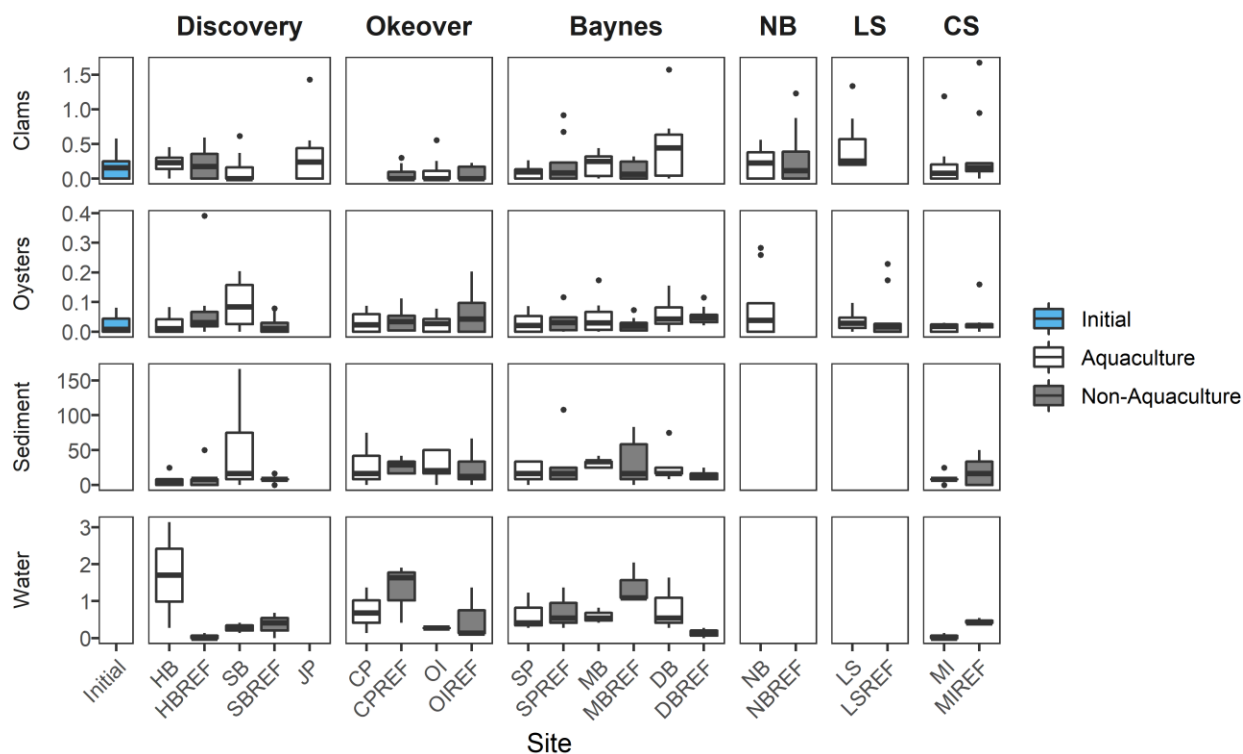 Discovery Okeover Baynes NB LS CS
Clams
1.5
1.0
0.5
0.0
Oysters
0.4
0.3
0.2
0.1
0.0
Sediment
150
100
50
0
Water
3
2
1
0
Initial HB HBREF SB SBREF JP CP CPREF OI OIREF SP SPREF MB MBREF DB DBREF NB NBREF LS LSREF MI MIREF
Site
Initial
Aquaculture
Non-Aquaculture